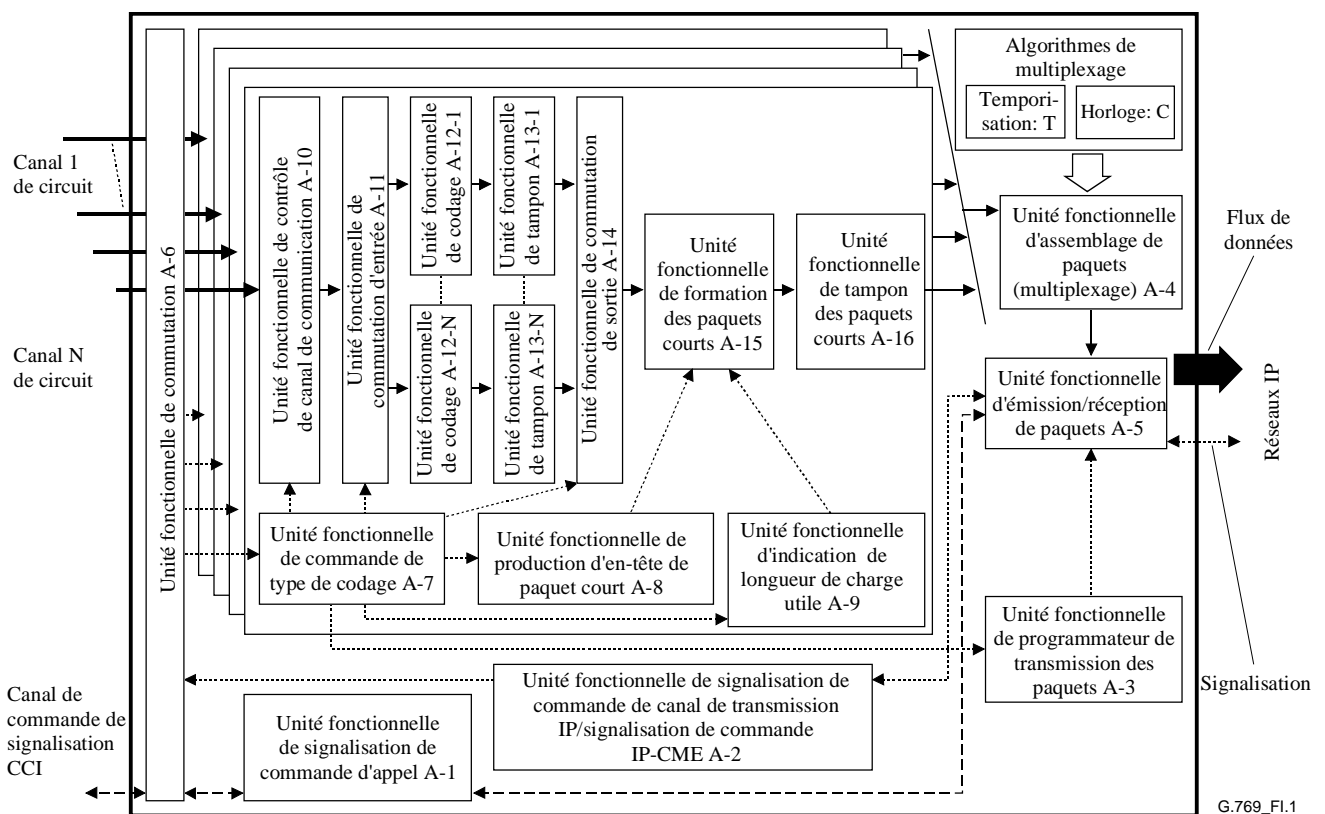 Algorithmes de
multiplexage
Tempori-
sation: T
Horloge: C
Canal 1
de circuit
Canal N
de circuit
Unité fonctionnelle de commutation A-6
Unité fonctionnelle de contrôle
de canal de communication A-10
Unité fonctionnelle de
commutation d'entrée A-11
Unité fonctionnelle
de codage A-12-1
Unité fonctionnelle
de tampon A-13-1
Unité fonctionnelle
de codage A-12-N
Unité fonctionnelle
de tampon A-13-N
Unité fonctionnelle de commutation
de sortie A-14
Unité
fonctionnelle
de formation
des paquets
courts A-15
Unité
fonctionnelle
de tampon
des paquets
courts A-16
Unité fonctionnelle
d'assemblage de
paquets
(multiplexage) A-4
Flux de
données
Unité fonctionnelle
d'émission/réception
de paquets A-5
Réseaux IP
Unité fonctionnelle
de commande de
type de codage A-7
Unité fonctionnelle de
production d'en-tête de
paquet court A-8
Unité fonctionnelle
d'indication de
longueur de charge
utile A-9
Unité fonctionnelle
de programmateur de
transmission des
paquets A-3
Signalisation
Unité fonctionnelle de signalisation de
commande de canal de transmission
IP/signalisation de commande
IP-CME A-2
Canal de
commande de
signalisation
CCI
Unité fonctionnelle
de signalisation de
commande d'appel A-1
G.769_FI.1